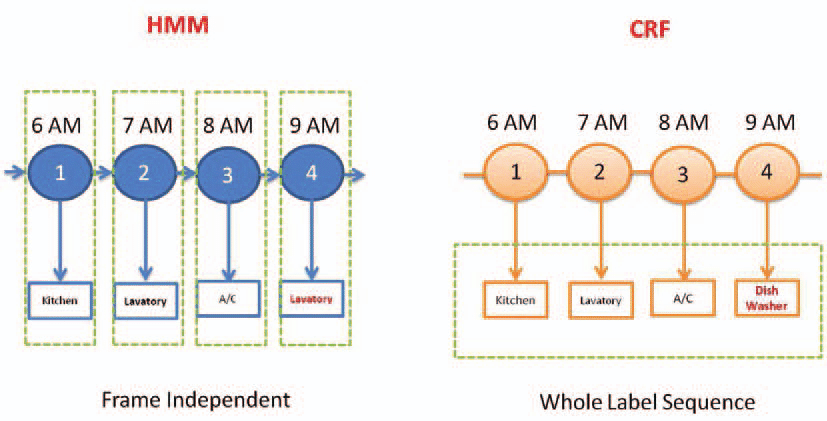 HMM
CRF
6 AM 7 AM 8 AM 9 AM
1 2 3 4
Kitchen Lavatory A/C Lavatory
Frame Independent
6 AM 7 AM 8 AM 9 AM
1 2 3 4
Kitchen Lavatory A/C Dish
Washer
Whole Label Sequence